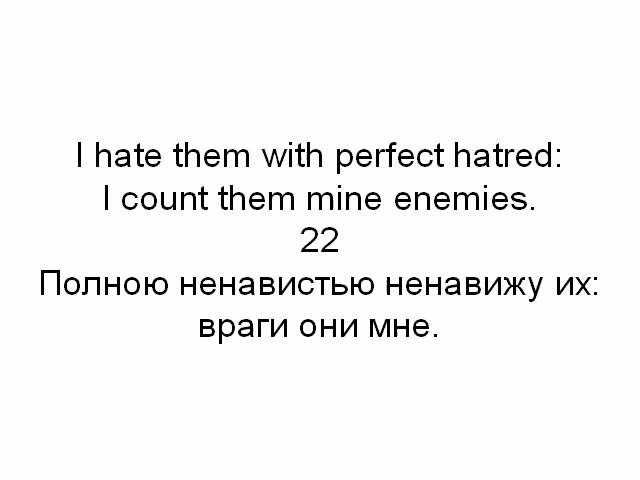 I hate them with perfect hatred:
I count them mine enemies.
22
Полною ненавистью ненавижу их:
враги они мне.